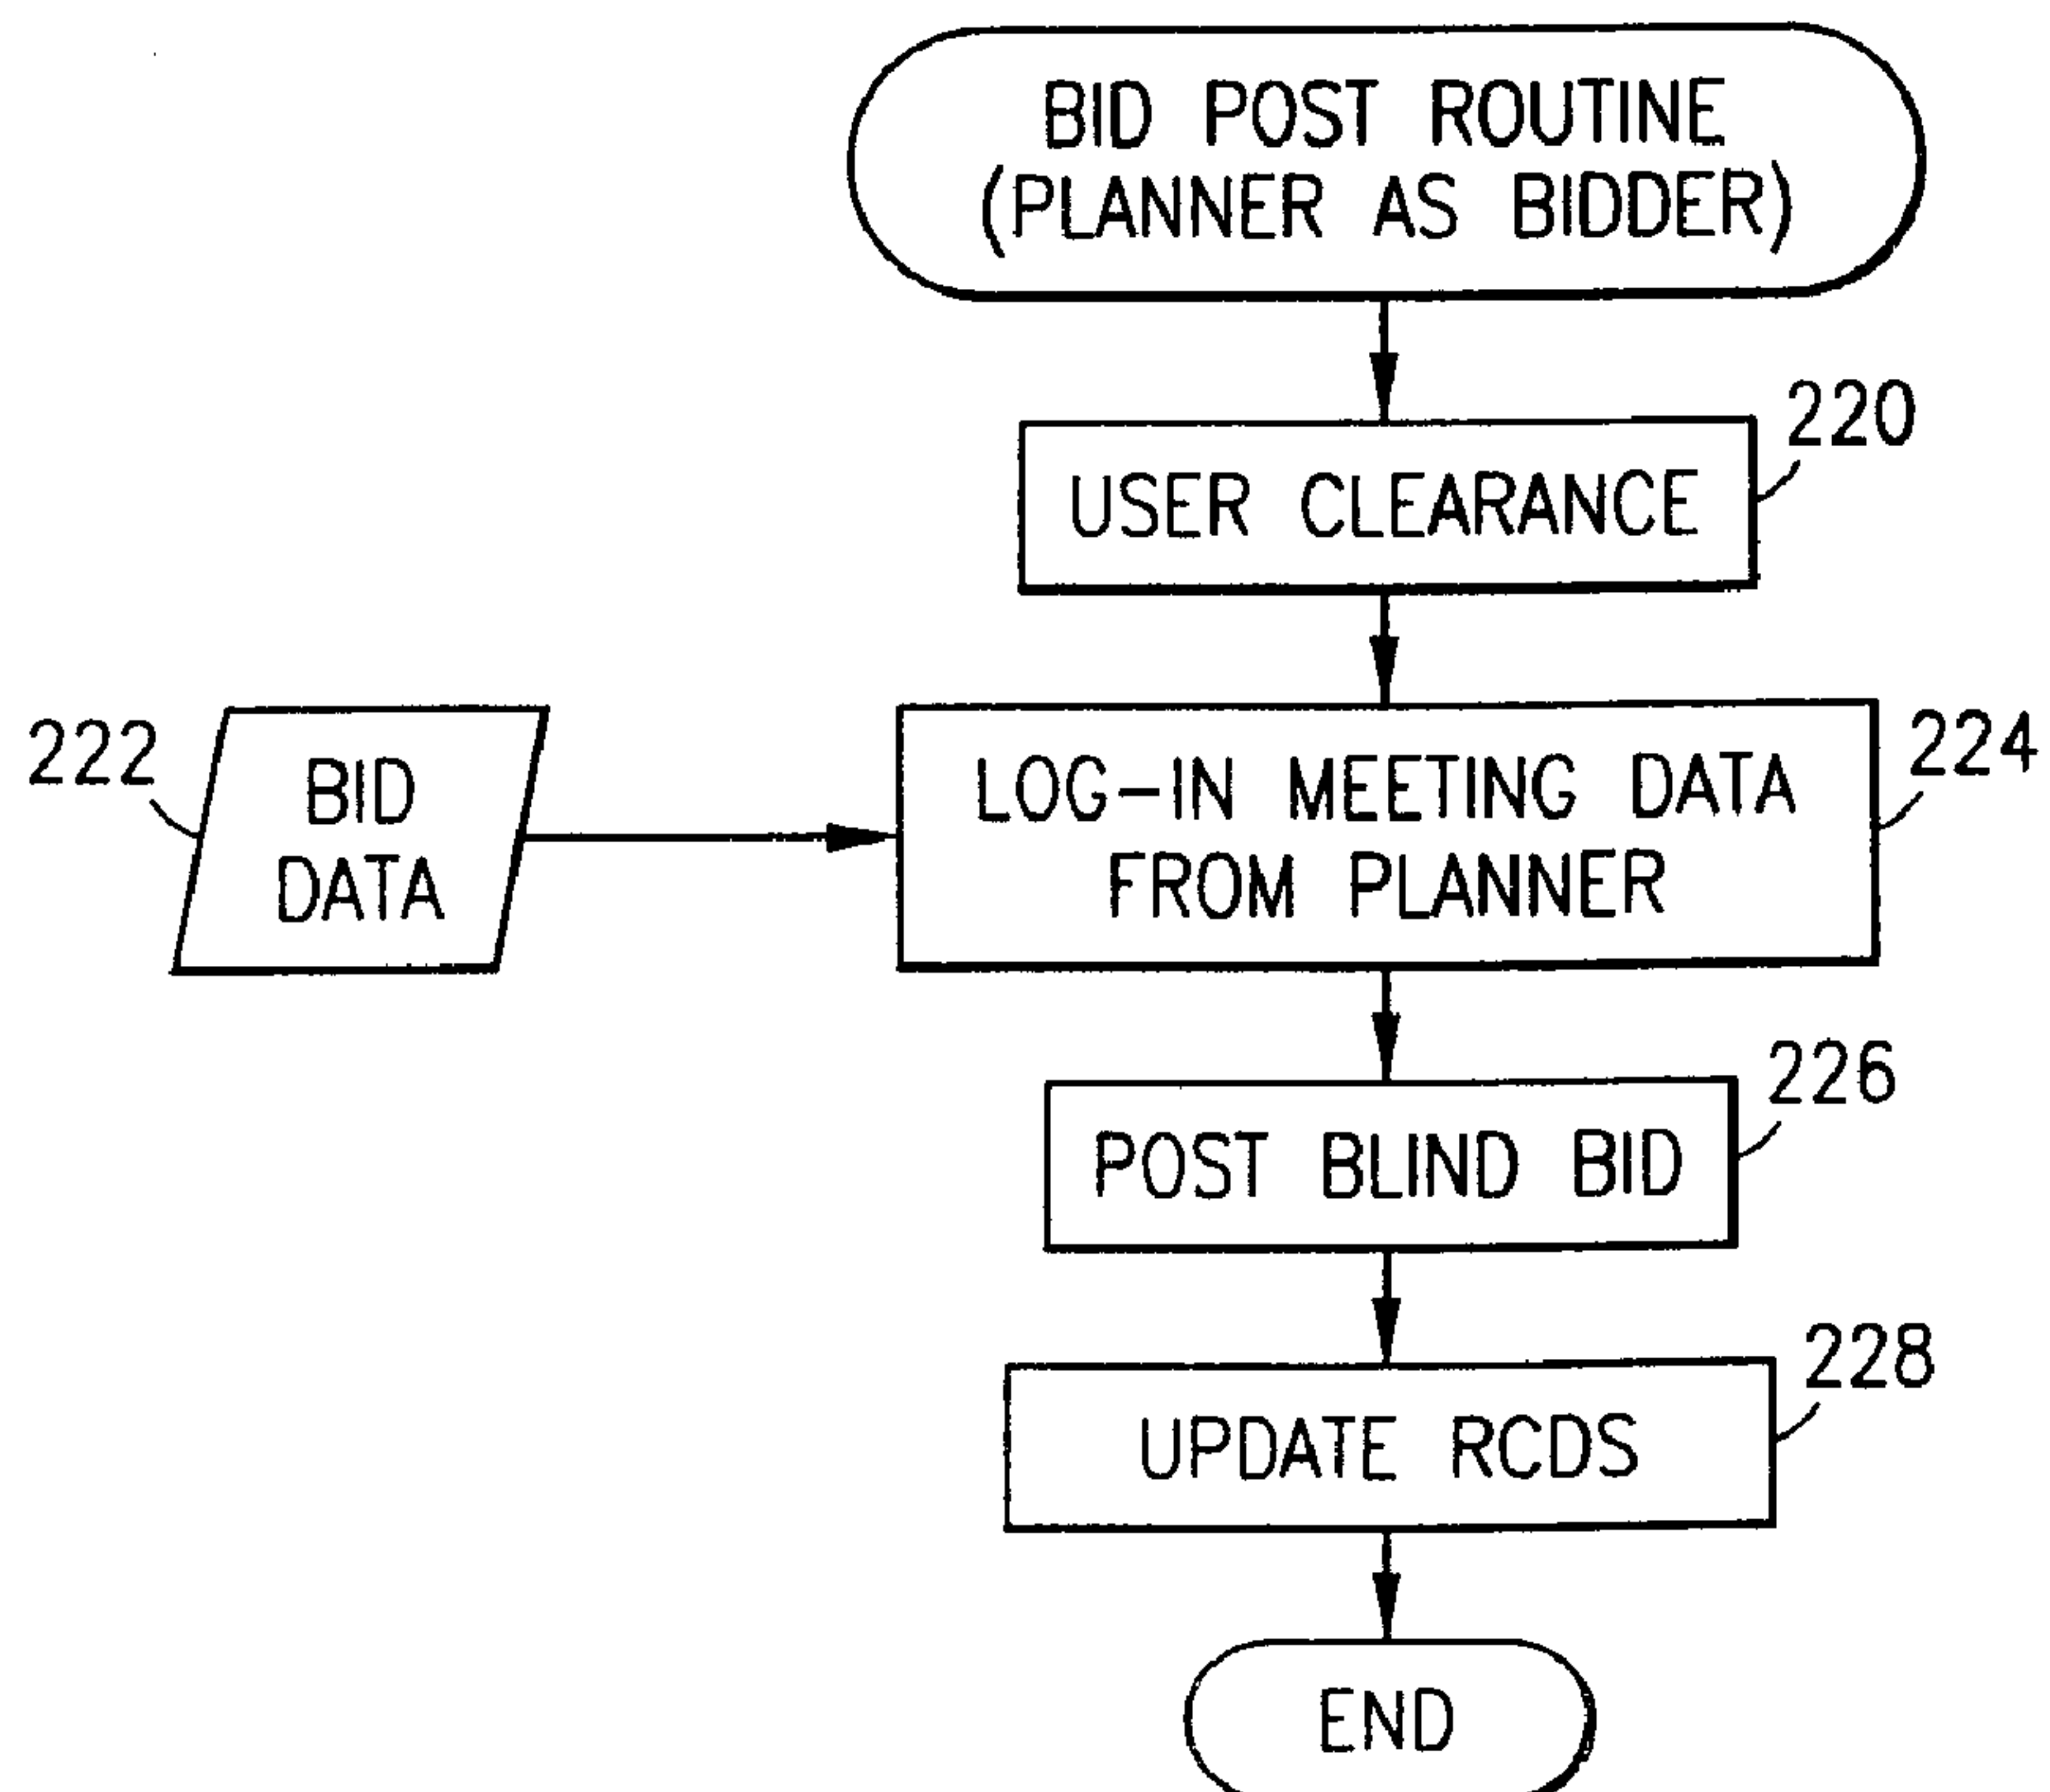 BID POST ROUTINE
(PLANNER AS BIDDER)
220
USER CLEARANCE
222
BID
DATA
224
LOG-IN MEETING DATA
FROM PLANNER
226
POST BLIND BID
228
UPDATE RCDS
END